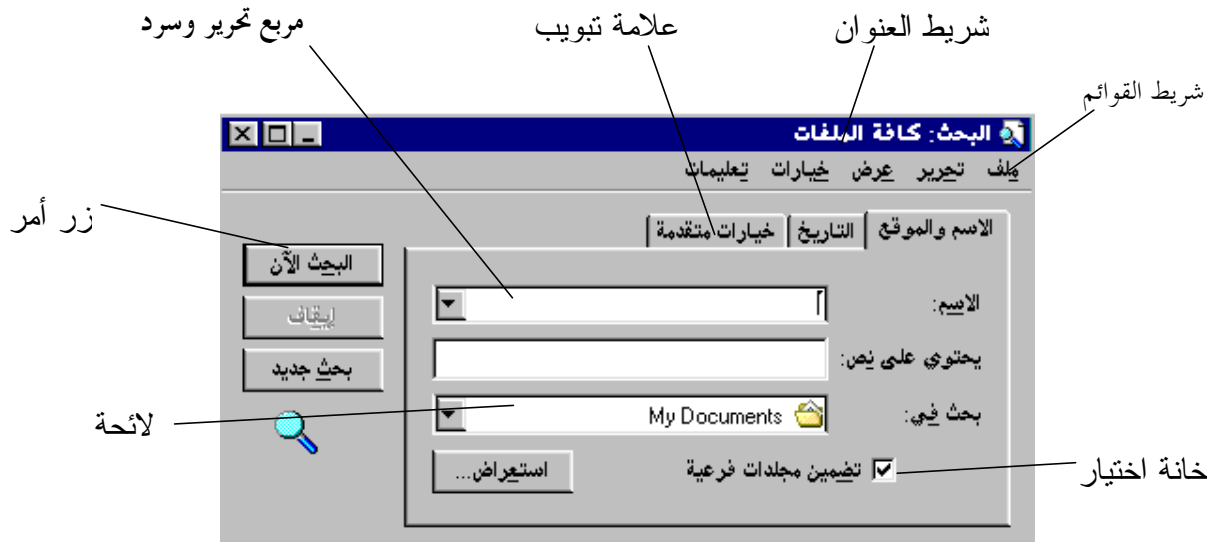 شريط العنوان
علامة تبويب
مربع تحرير وسرد
شريط القوائم
البحث: كافة الملفات
ملف تحرير عرض خيارات تعليمات
زر أمر
الاسم والموقع التاريخ خيارات متقدمة
البحث الآن
الاسم:
إيقاف
يحتوي على نص:
بحث جديد
بحث في: My Documents
لائحة
خانة اختيار
تضمين مجلدات فرعية
استعراض...